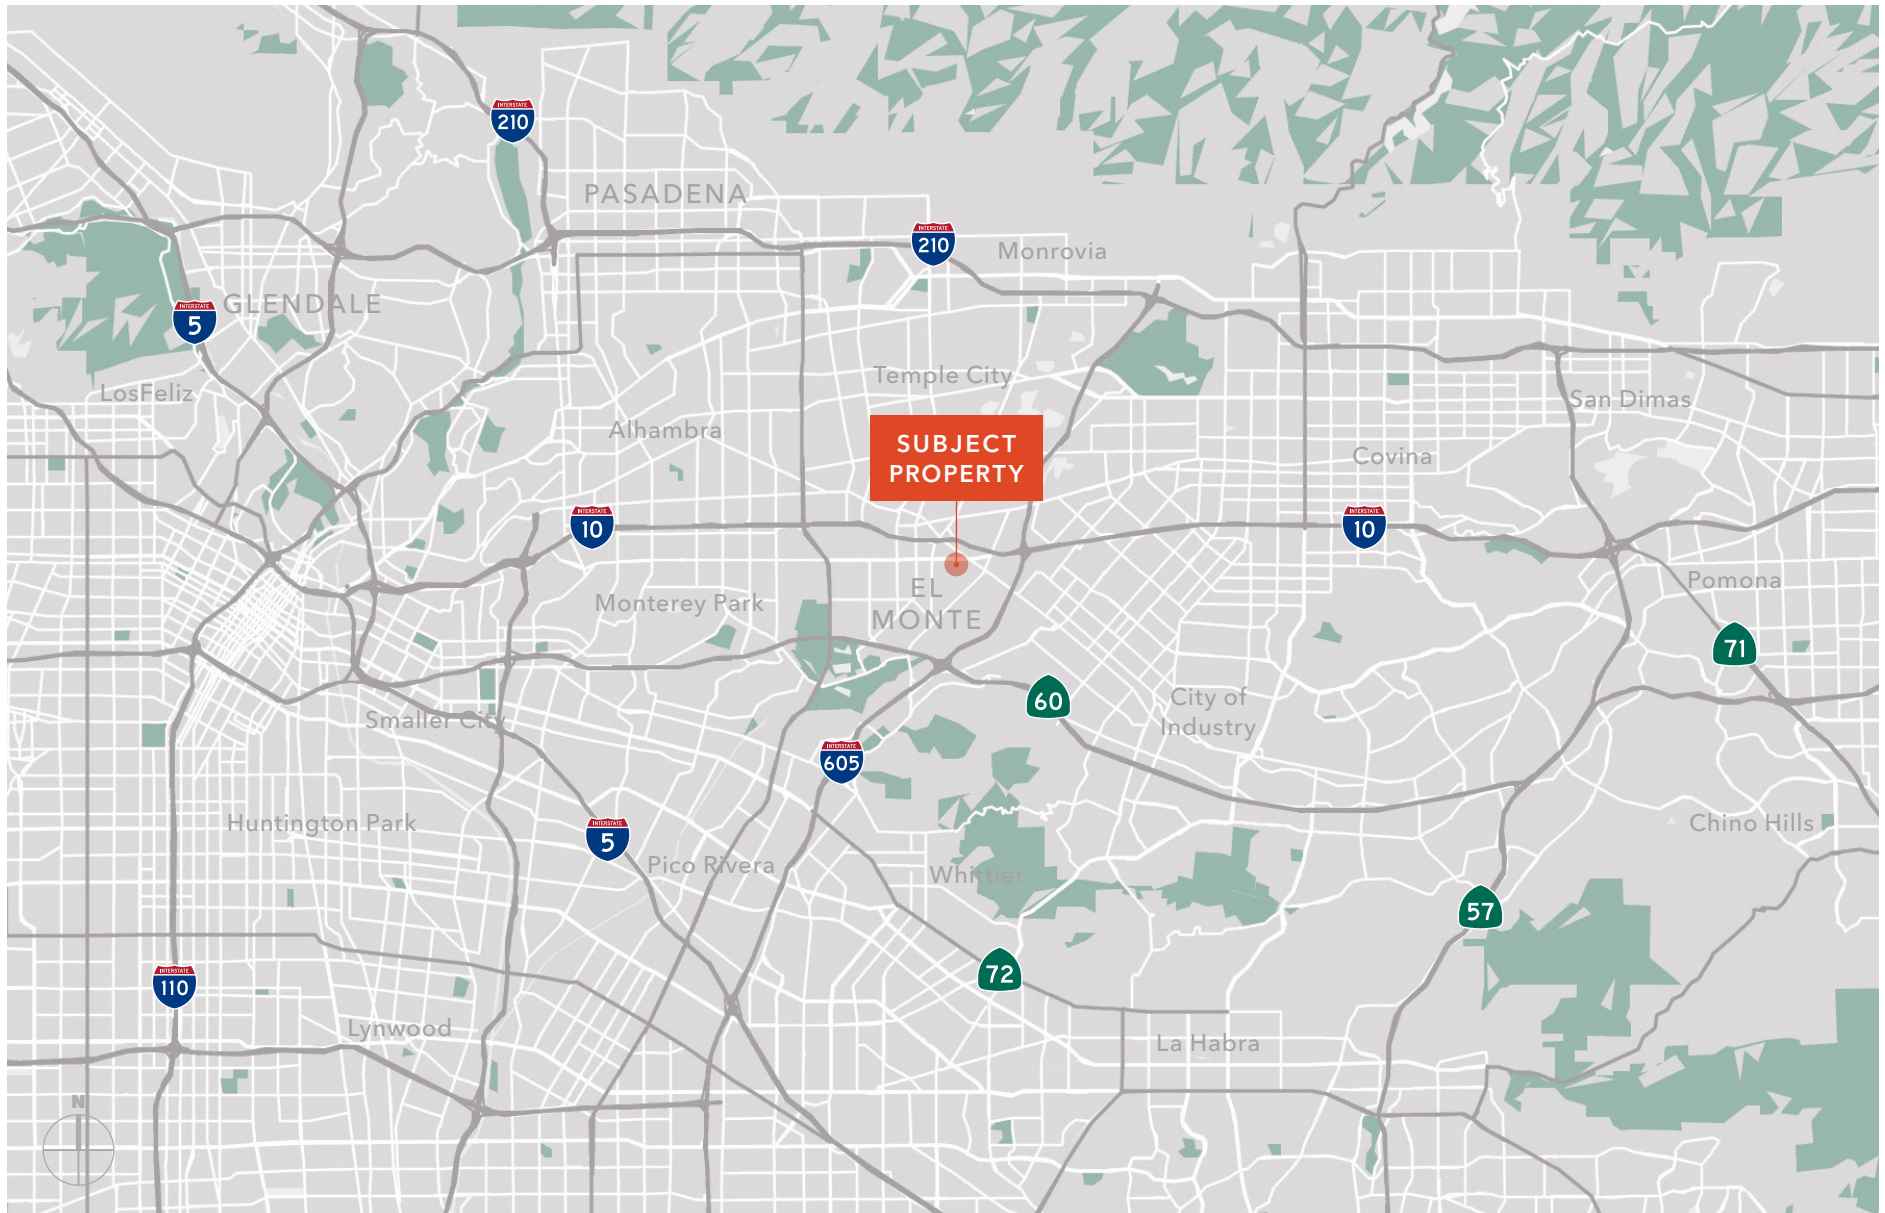 INTERSTATE
210
PASADENA
INTERSTATE
210
Monrovia
INTERSTATE
5
GLENDALE
Temple City
LosFeliz
San Dimas
Alhambra
SUBJECT
PROPERTY
Covina
INTERSTATE
10
INTERSTATE
10
EL
MONTE
Pomona
Monterey Park
71
60
City of
Industry
Smaller City
INTERSTATE
605
Huntington Park
INTERSTATE
5
Chino Hills
Pico Rivera
Whittier
57
72
INTERSTATE
110
Lynwood
La Habra
N